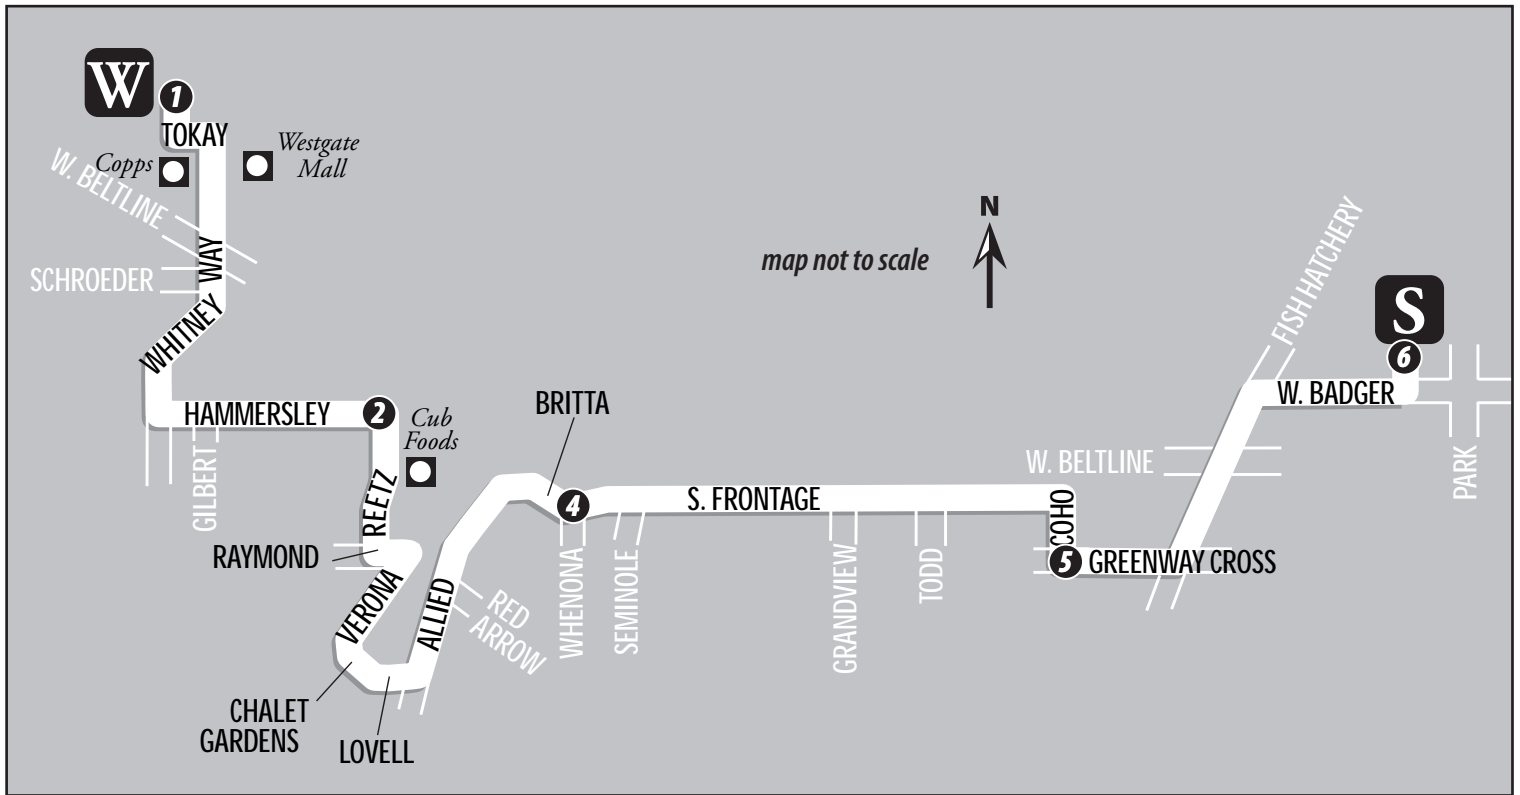 W
1
TOKAY
Westgate
Mall
Copps
W. BELTLINE
WAY
SCHROEDER
WHITNEY
N
map not to scale
FISH HATCHERY
S
6
W. BADGER
PARK
HAMMERSLEY
2
Cub
Foods
GILBERT
REETZ
BRITTA
4
S. FRONTAGE
W. BELTLINE
COHO
5
GREENWAY CROSS
RAYMOND
VERONA
ALLIED
RED
ARROW
WHENONA
SEMINOLE
GRANDVIEW
TODD
CHALET
GARDENS
LOVELL